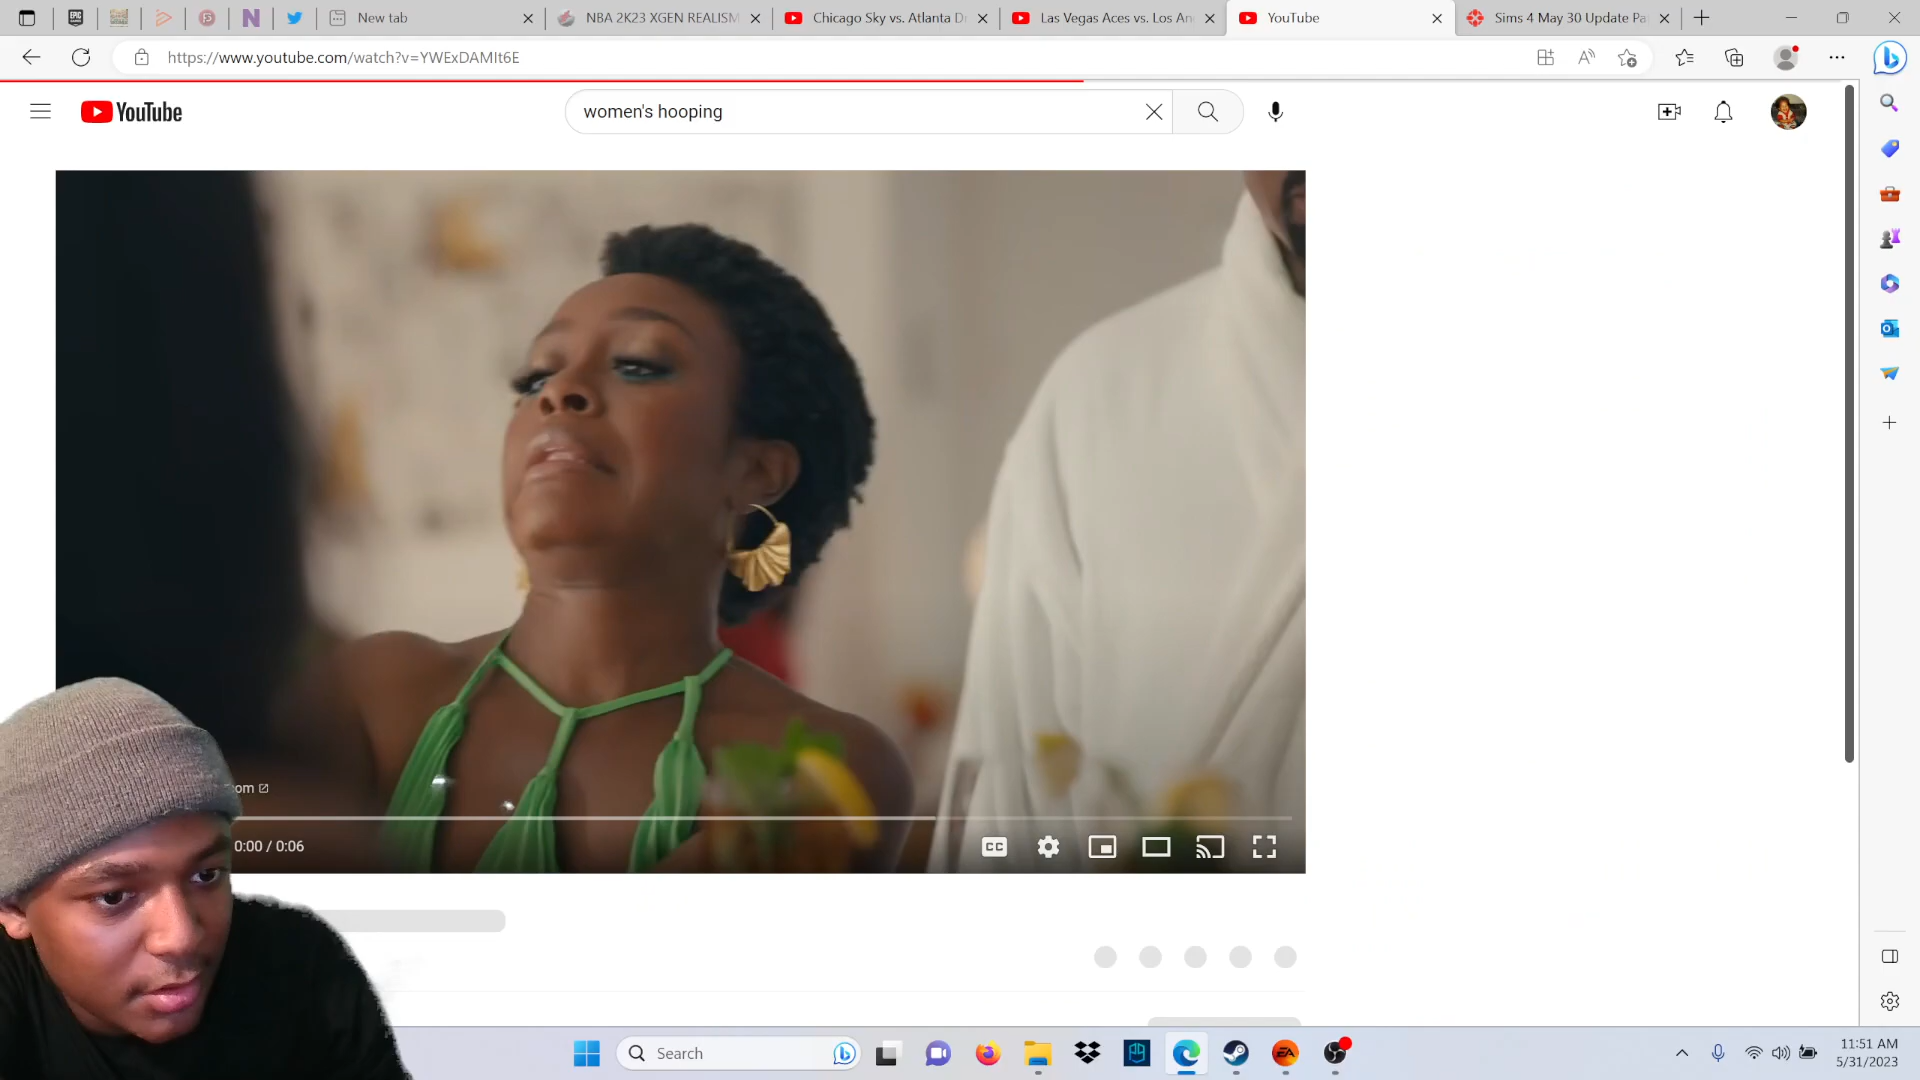 New tab
NBA 2K23 XGEN REALISM
Chicago Sky vs. Atlanta D
Las Vegas Aces vs. Los An
YouTube
Sims 4 May 30 Update Pa
https://www.youtube.com/watch?v=YWExDAMIt6E
YouTube
women's hooping
0:00 / 0:06
CC
Search
11:51 AM
5/31/2023